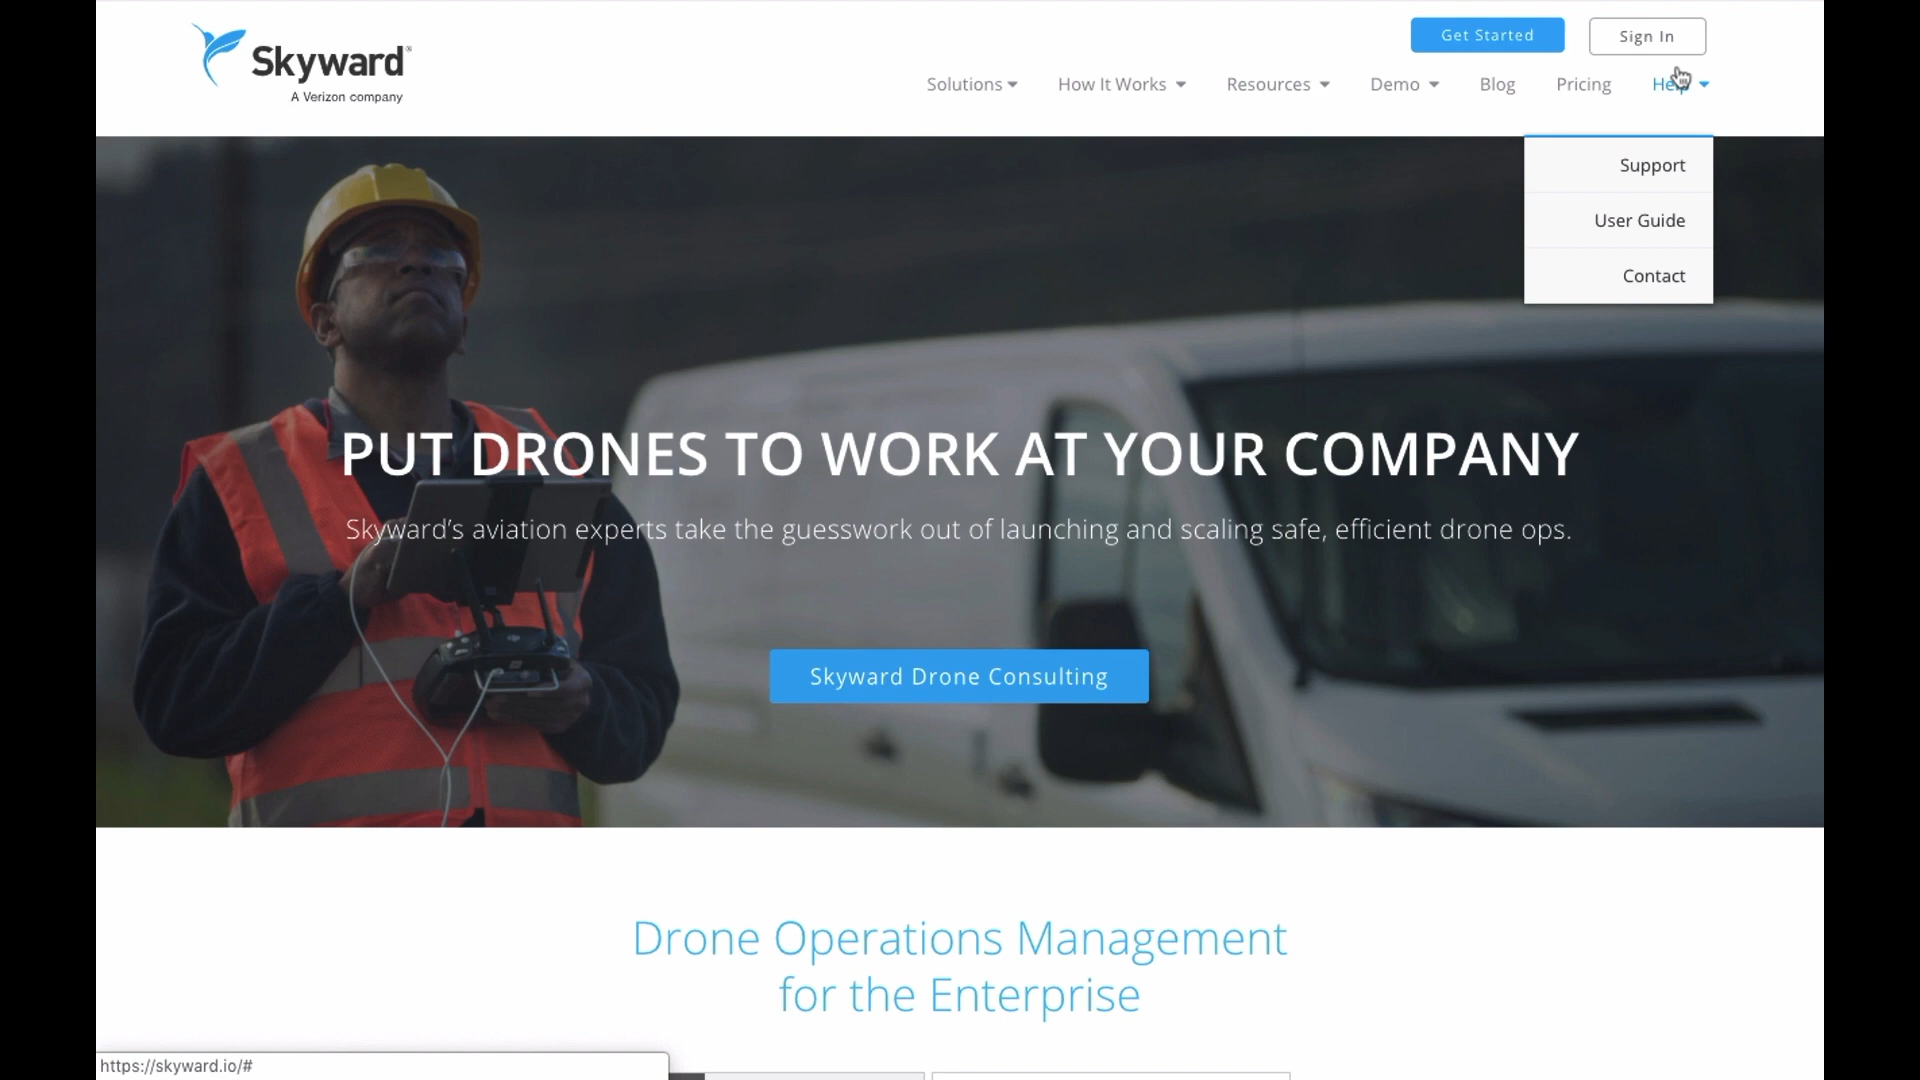 Skyward®
A Verizon company
Get Started
Sign In
Solutions
How It Works
Resources
Demo
Blog
Pricing
Help
Support
User Guide
Contact
PUT DRONES TO WORK AT YOUR COMPANY
Skyward's aviation experts take the guesswork out of launching and scaling safe, efficient drone ops.
Skyward Drone Consulting
Drone Operations Management
for the Enterprise
https://skyward.io/#